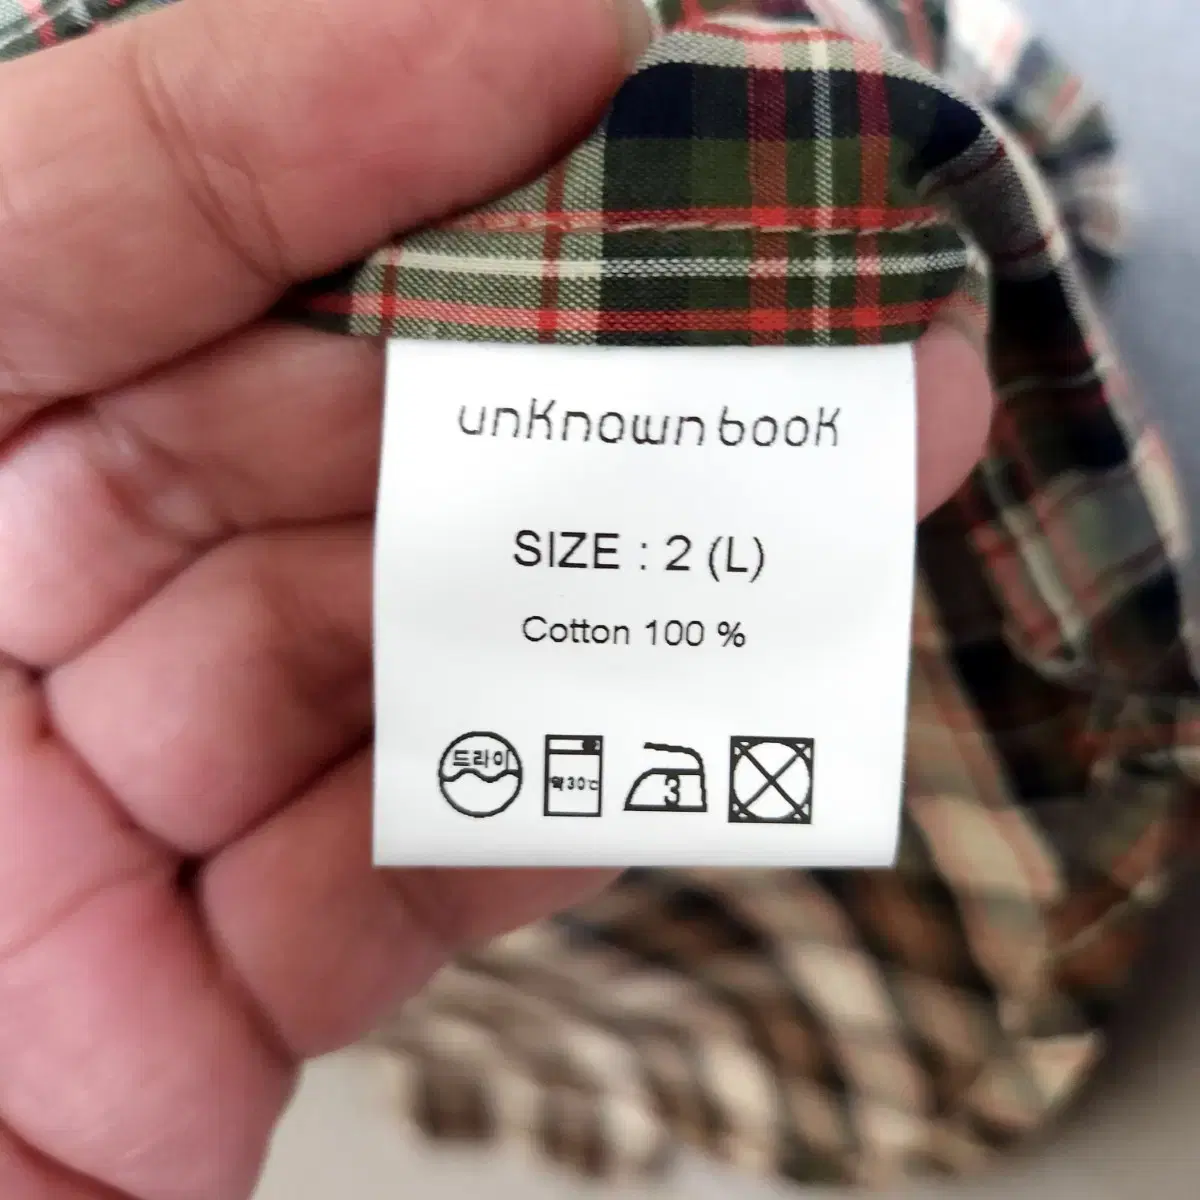 unKnown booK
SIZE : 2 (L)
Cotton 100 %
드라이
약30℃
3